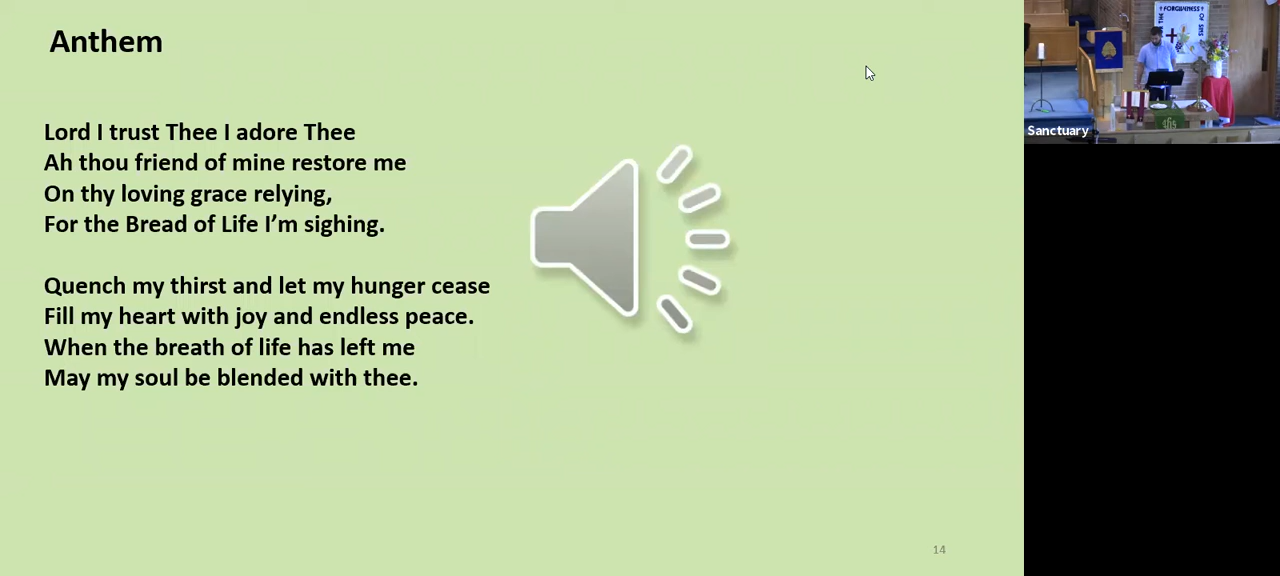 Anthem
Lord I trust Thee I adore Thee
Ah thou friend of mine restore me
On thy loving grace relying,
For the Bread of Life I’m sighing.
Quench my thirst and let my hunger cease
Fill my heart with joy and endless peace.
When the breath of life has left me
May my soul be blended with thee.
14
FORGIVENESS
OF SINS
Sanctuary